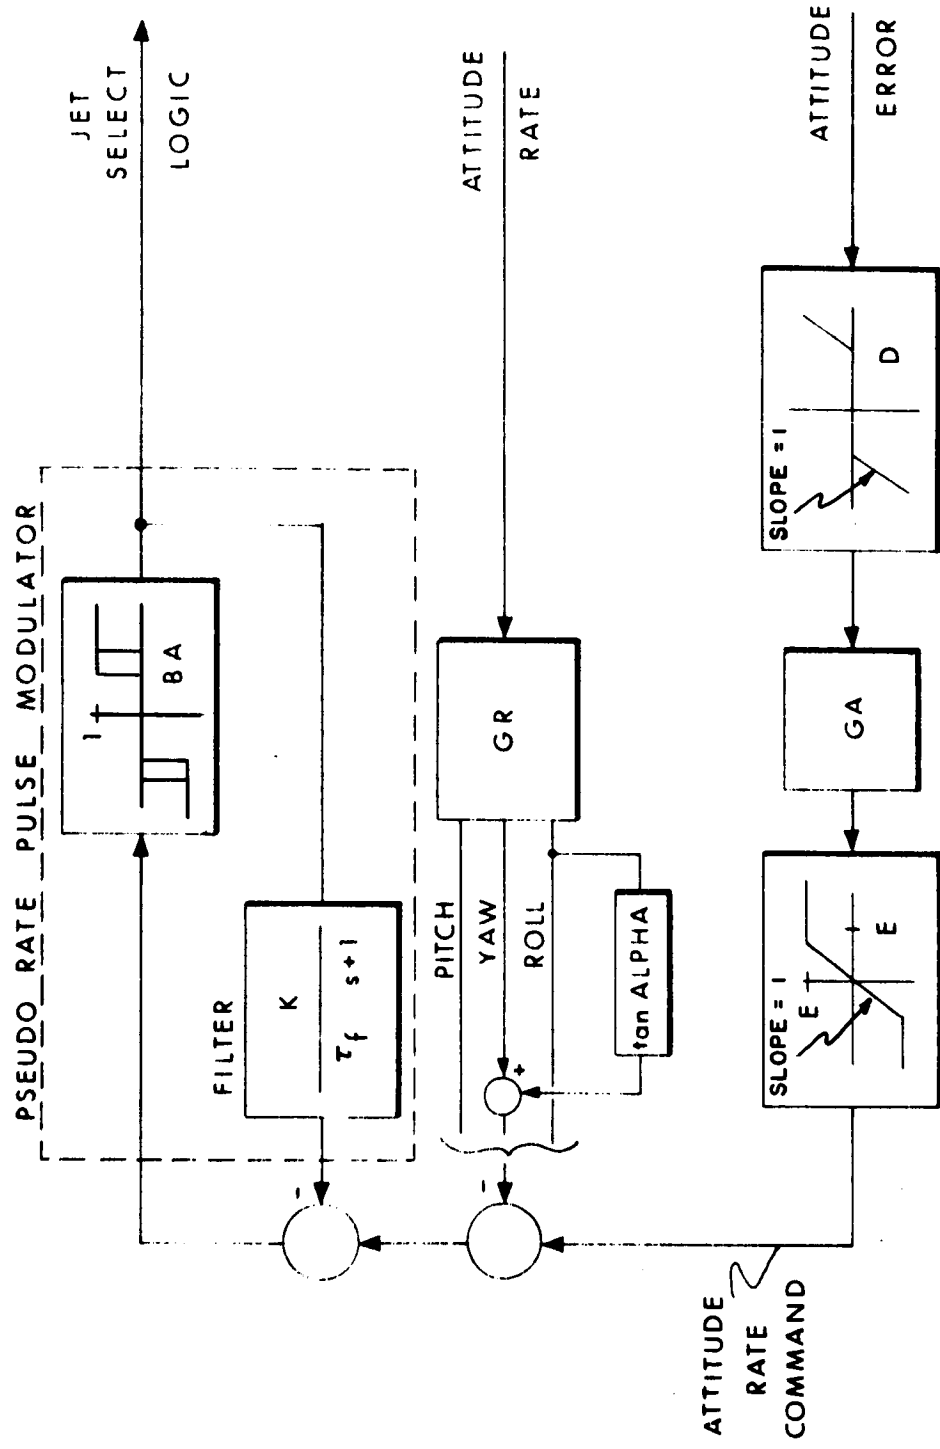 JET
SELECT
LOGIC
ATTITUDE
RATE
ATTITUDE
ERROR
PSEUDO RATE PULSE MODULATOR
1
BA
FILTER
K
τf s+1
-
GR
PITCH
YAW
ROLL
+
-
tan ALPHA
SLOPE = 1
D
GA
SLOPE = 1
E
E
ATTITUDE
RATE
COMMAND